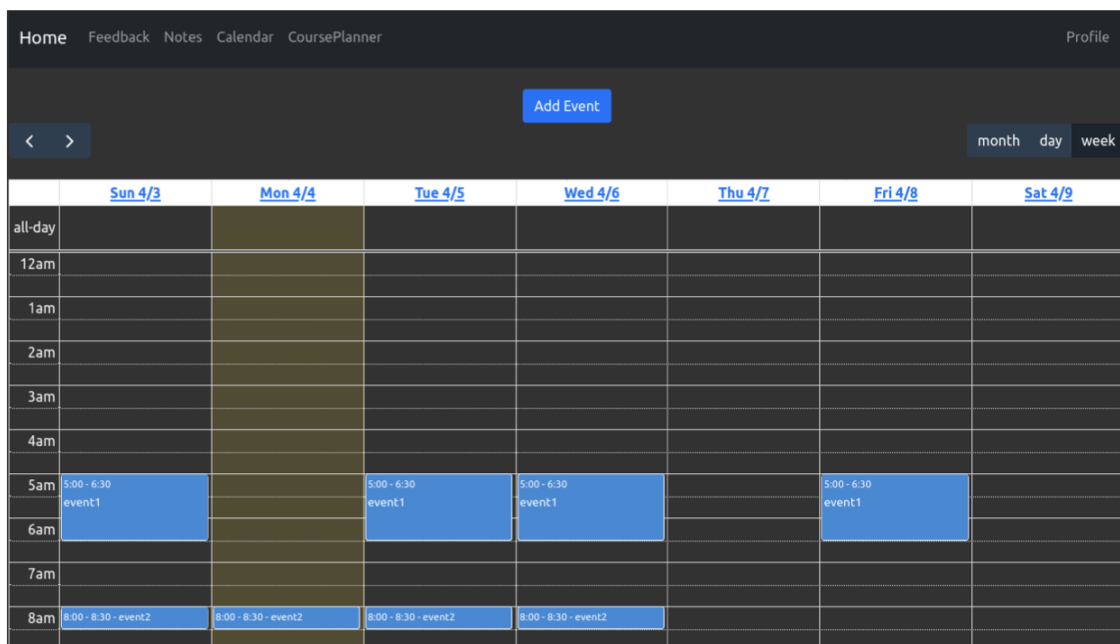 Home Feedback Notes Calendar CoursePlanner Profile
Add Event
month day week
Sun 4/3 Mon 4/4 Tue 4/5 Wed 4/6 Thu 4/7 Fri 4/8 Sat 4/9
all-day
12am
1am
2am
3am
4am
5am 5:00 - 6:30 5:00 - 6:30 5:00 - 6:30 5:00 - 6:30
event1 event1 event1 event1
6am
7am
8am 8:00 - 8:30 - event2 8:00 - 8:30 - event2 8:00 - 8:30 - event2 8:00 - 8:30 - event2